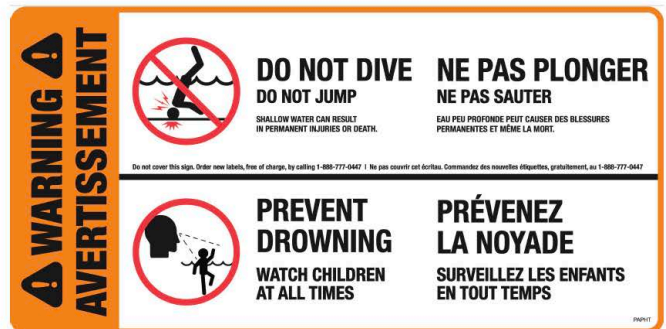 WARNING
AVERTISSEMENT
DO NOT DIVE
DO NOT JUMP
SHALLOW WATER CAN RESULT
IN PERMANENT INJURIES OR DEATH.
NE PAS PLONGER
NE PAS SAUTER
EAU PEU PROFONDE PEUT CAUSER DES BLESSURES
PERMANENTES ET MÊME LA MORT.
Do not cover this sign. Order new labels, free of charge, by calling 1-888-777-0447 | Ne pas couvrir cet écritau. Commandez des nouvelles étiquettes, gratuitement, au 1-888-777-0447
PREVENT
DROWNING
WATCH CHILDREN
AT ALL TIMES
PRÉVENEZ
LA NOYADE
SURVEILLEZ LES ENFANTS
EN TOUT TEMPS
PAPHT